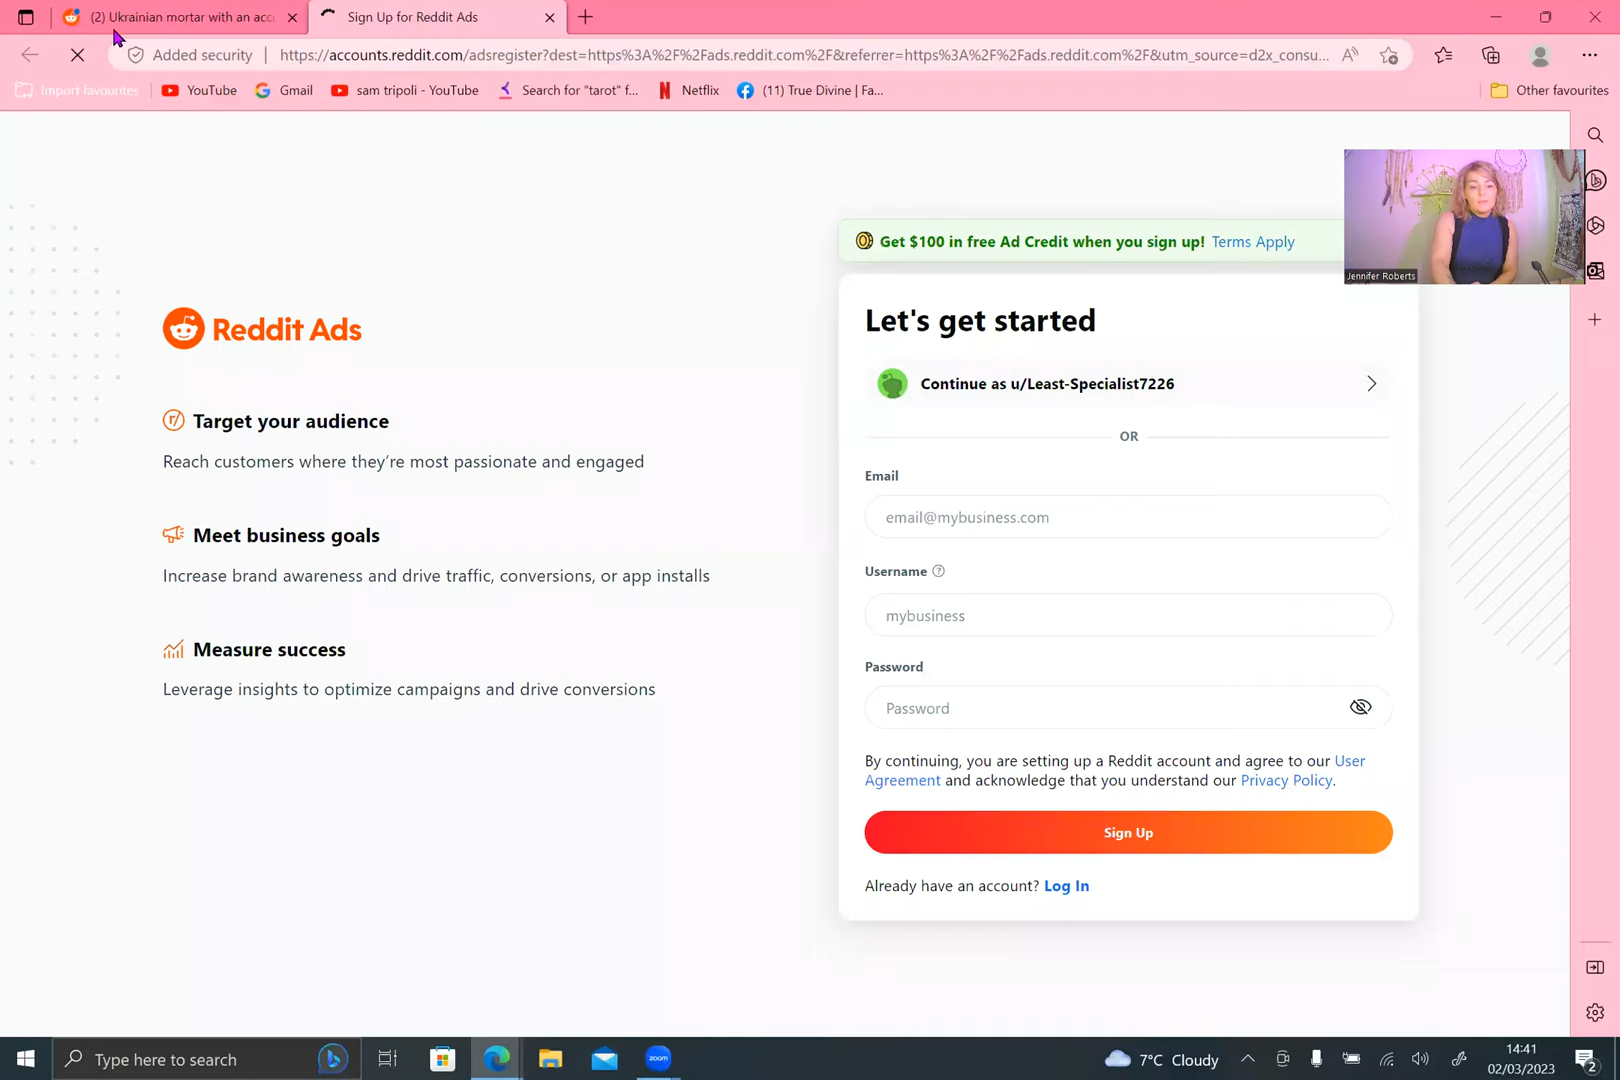 (2) Ukrainian mortar with an acc
Sign Up for Reddit Ads
Added security
https://accounts.reddit.com/adsregister?dest=https%3A%2F%2Fads.reddit.com%2F&referrer=https%3A%2F%2Fads.reddit.com%2F&utm_source=d2x_consu...
Import favourites
YouTube
Gmail
sam tripoli - YouTube
Search for "tarot" f...
Netflix
(11) True Divine | Fa...
Other favourites
Jennifer Roberts
Get $100 in free Ad Credit when you sign up! Terms Apply
Reddit Ads
Target your audience
Reach customers where they're most passionate and engaged
Meet business goals
Increase brand awareness and drive traffic, conversions, or app installs
Measure success
Leverage insights to optimize campaigns and drive conversions
Let's get started
Continue as u/Least-Specialist7226
OR
Email
email@mybusiness.com
Username
mybusiness
Password
Password
By continuing, you are setting up a Reddit account and agree to our User
Agreement and acknowledge that you understand our Privacy Policy.
Sign Up
Already have an account? Log In
Type here to search
zoom
7°C Cloudy
14:41
02/03/2023
2